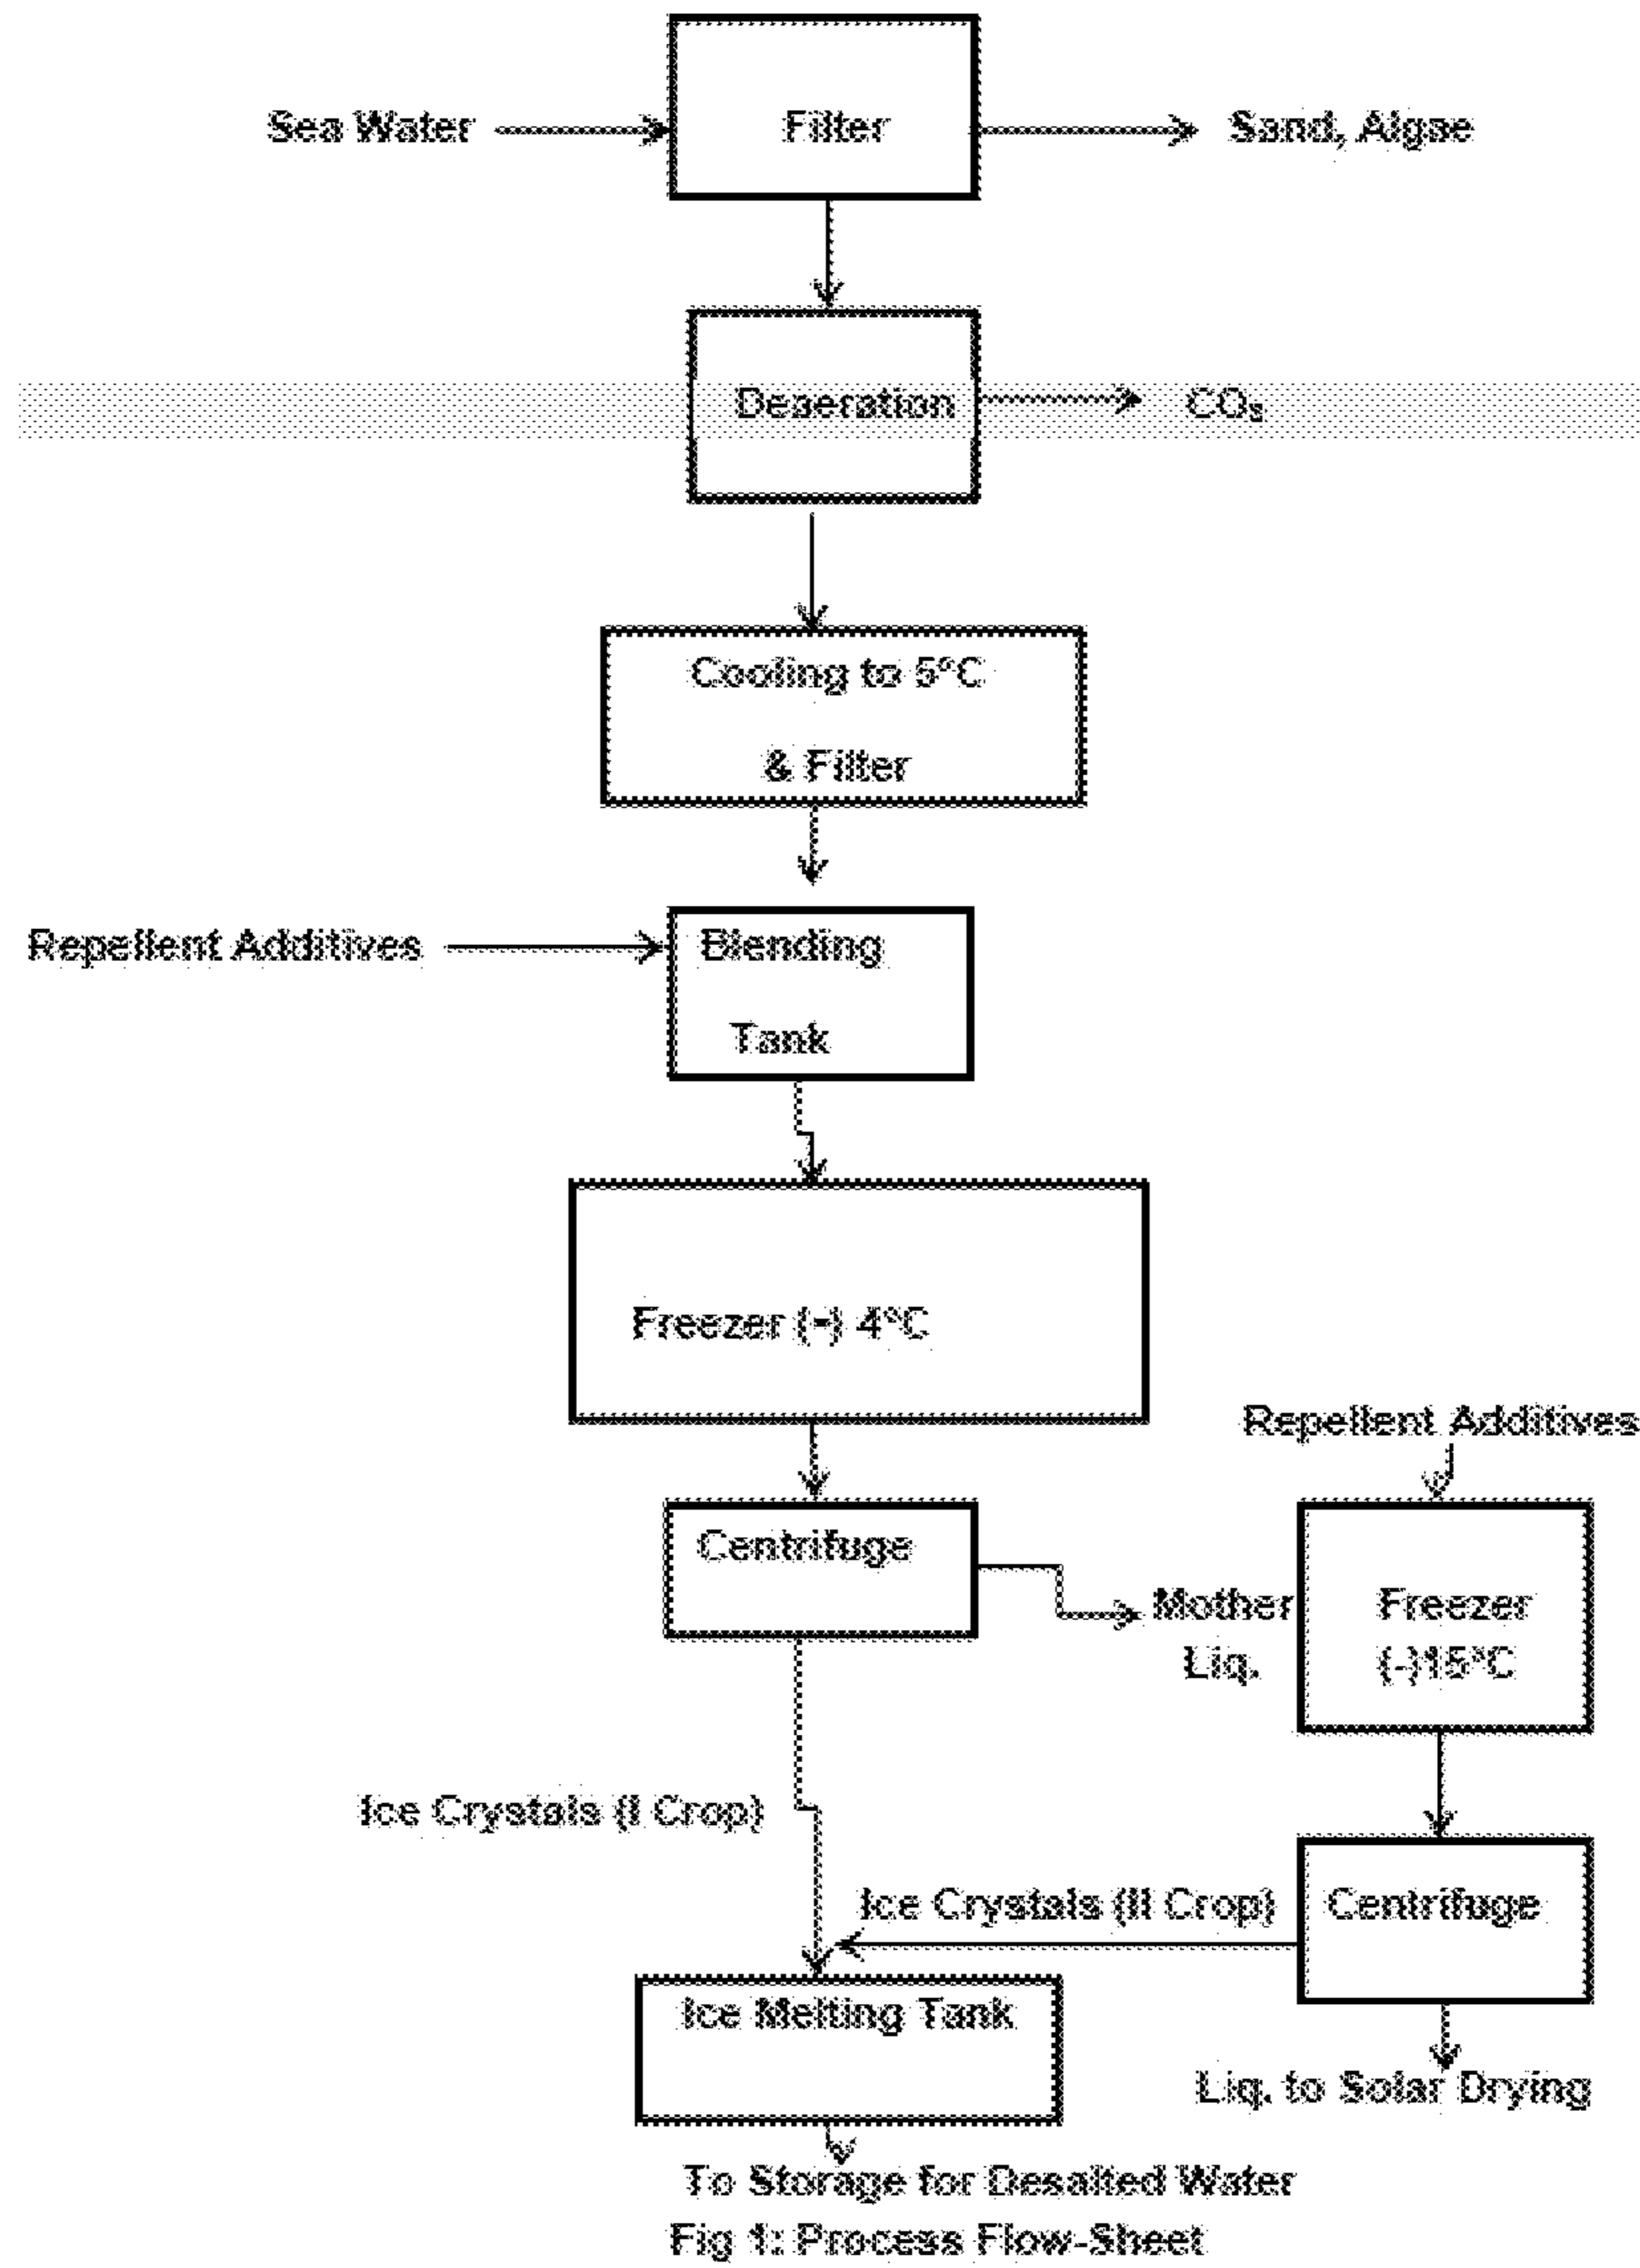 Sea Water
Filter
Sand, Algae
Deaeration
CO₂
Cooling to 5°C
& Filter
Repellent Additives
Blending
Tank
Freezer (-) 4°C
Repellent Additives
Centrifuge
Mother
Liq.
Freezer
(-)15°C
Ice Crystals (I Crop)
Ice Crystals (II Crop)
Centrifuge
Ice Melting Tank
Liq. to Solar Drying
To Storage for Desalted Water
Fig 1: Process Flow-Sheet